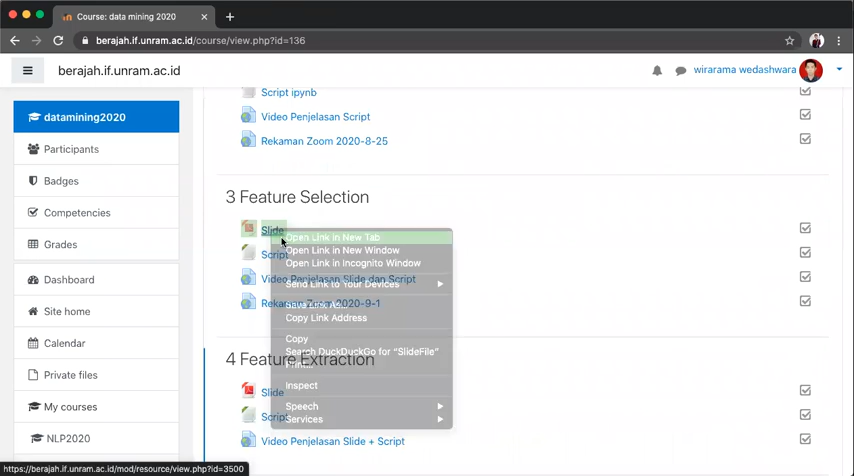 Course: data mining 2020
berajah.if.unram.ac.id/course/view.php?id=136
berajah.if.unram.ac.id
wirarama wedashwara
datamining2020
Participants
Badges
Competencies
Grades
Dashboard
Site home
Calendar
Private files
My courses
NLP2020
Script ipynb
Video Penjelasan Script
Rekaman Zoom 2020-8-25
3 Feature Selection
Slide
Script
Video Penjelasan Slide dan Script
Rekaman Zoom 2020-9-1
Open Link in New Tab
Open Link in New Window
Open Link in Incognito Window
Send Link to Your Devices
Save Link As...
Copy Link Address
Copy
Search DuckDuckGo for “SlideFile”
Print...
Inspect
Speech
Services
4 Feature Extraction
Slide
Script
Video Penjelasan Slide + Script
https://berajah.if.unram.ac.id/mod/resource/view.php?id=3500